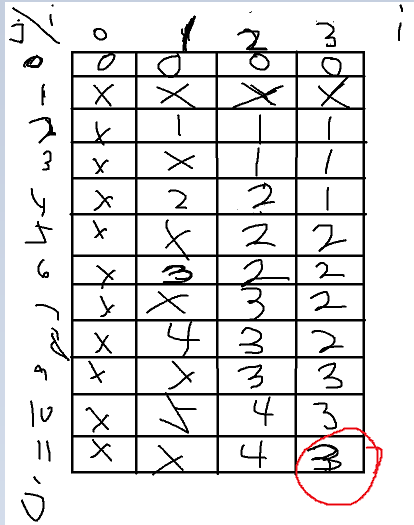 j/i 0 1 2 3 i
0 0 0 0 0
1 x x x x
2 x 1 1 1
3 x x 1 1
4 x 2 2 1
5 x x 2 2
6 x 3 2 2
7 x x 3 2
8 x 4 3 2
9 x x 3 3
10 x 5 4 3
11 x x 4 3
j